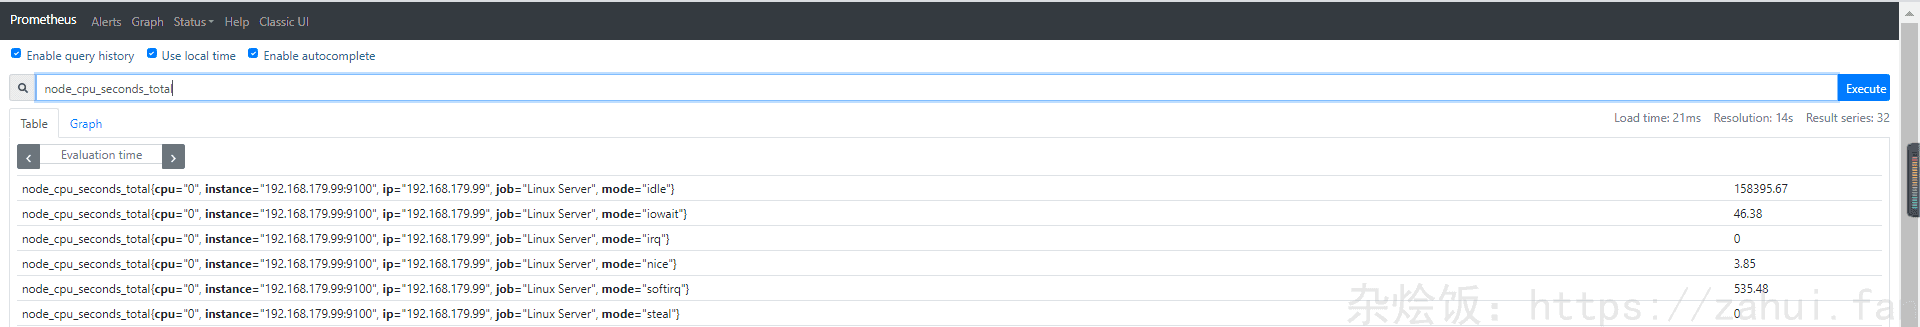 Prometheus Alerts Graph Status Help Classic UI
Enable query history Use local time Enable autocomplete
node_cpu_seconds_total Execute
Table Graph Load time: 21ms Resolution: 14s Result series: 32
Evaluation time
node_cpu_seconds_total{cpu="0", instance="192.168.179.99:9100", ip="192.168.179.99", job="Linux Server", mode="idle"} 158395.67
node_cpu_seconds_total{cpu="0", instance="192.168.179.99:9100", ip="192.168.179.99", job="Linux Server", mode="iowait"} 46.38
node_cpu_seconds_total{cpu="0", instance="192.168.179.99:9100", ip="192.168.179.99", job="Linux Server", mode="irq"} 0
node_cpu_seconds_total{cpu="0", instance="192.168.179.99:9100", ip="192.168.179.99", job="Linux Server", mode="nice"} 3.85
node_cpu_seconds_total{cpu="0", instance="192.168.179.99:9100", ip="192.168.179.99", job="Linux Server", mode="softirq"} 535.48
node_cpu_seconds_total{cpu="0", instance="192.168.179.99:9100", ip="192.168.179.99", job="Linux Server", mode="steal"} 0
杂烩饭：https://zahui.fan